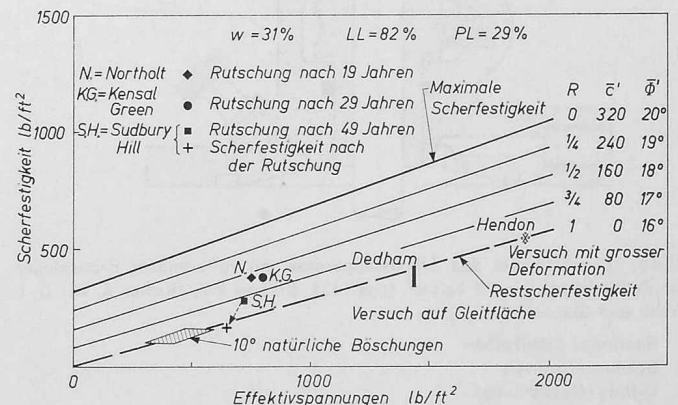 1500
w = 31% LL = 82% PL = 29%
N. = Northolt ◆ Rutschung nach 19 Jahren
K.G. = Kensal Green ● Rutschung nach 29 Jahren
S.H. = Sudbury Hill ■ Rutschung nach 49 Jahren
+ Scherfestigkeit nach
der Rutschung
Maximale
Scherfestigkeit
R c̄' Φ̄'
0 320 20°
1/4 240 19°
1/2 160 18°
3/4 80 17°
1 0 16°
Scherfestigkeit lb/ft²
1000
500
0
N.
K.G.
S.H.
Dedham
Hendon
Versuch mit grosser
Deformation
Restscherfestigkeit
Versuch auf Gleitfläche
10° natürliche Böschungen
0 1000 2000
Effektivspannungen lb/ft²